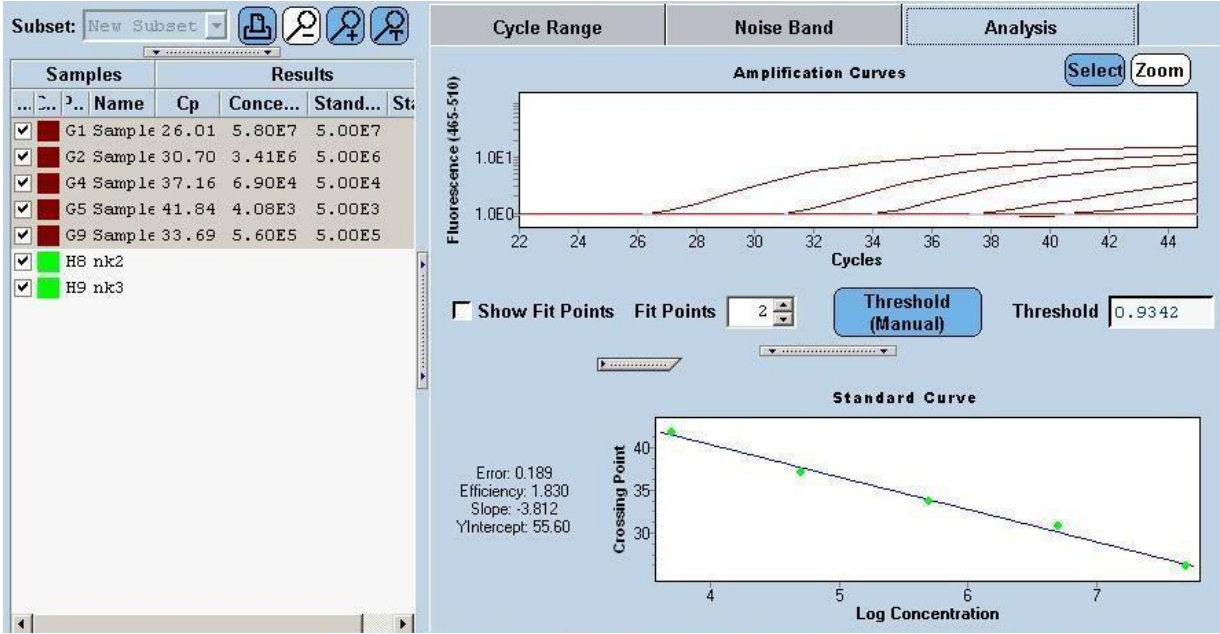 Subset: New Subset
Samples Results
... C.. P.. Name Cp Conce... Stand... Sta
G1 Sample 26.01 5.80E7 5.00E7
G2 Sample 30.70 3.41E6 5.00E6
G4 Sample 37.16 6.90E4 5.00E4
G5 Sample 41.84 4.08E3 5.00E3
G9 Sample 33.69 5.60E5 5.00E5
H8 nk2
H9 nk3
Cycle Range Noise Band Analysis
Amplification Curves
Select Zoom
Fluorescence (465-510)
1.0E1
1.0E0
22 24 26 28 30 32 34 36 38 40 42 44
Cycles
Show Fit Points Fit Points 2 Threshold (Manual) Threshold 0.9342
Standard Curve
Error: 0.189
Efficiency: 1.830
Slope: -3.812
YIntercept: 55.60
Crossing Point
40
35
30
4 5 6 7
Log Concentration